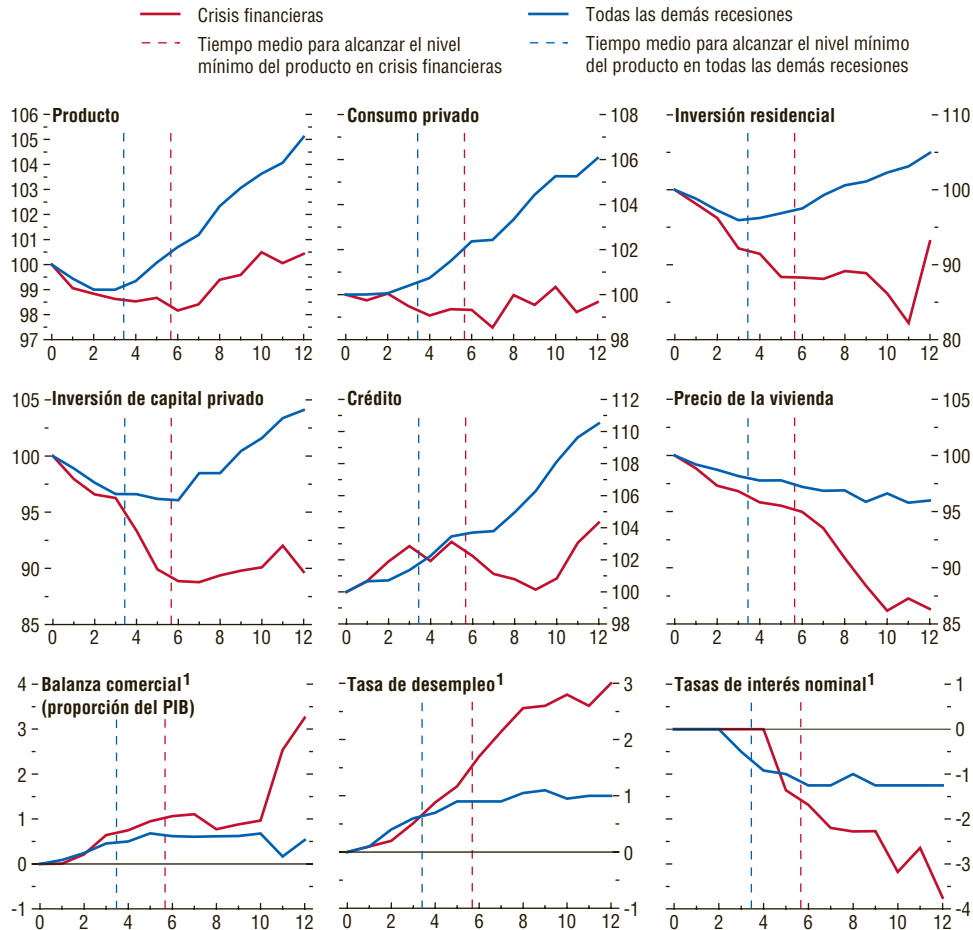 Crisis financieras
Todas las demás recesiones
Tiempo medio para alcanzar el nivel
mínimo del producto en crisis financieras
Tiempo medio para alcanzar el nivel mínimo
del producto en todas las demás recesiones
Producto
106
105
104
103
102
101
100
99
98
97
0 2 4 6 8 10 12
Consumo privado
108
106
104
102
100
98
0 2 4 6 8 10 12
Inversión residencial
110
100
90
80
0 2 4 6 8 10 12
Inversión de capital privado
105
100
95
90
85
0 2 4 6 8 10 12
Crédito
112
110
108
106
104
102
100
98
0 2 4 6 8 10 12
Precio de la vivienda
105
100
95
90
85
0 2 4 6 8 10 12
Balanza comercial1
(proporción del PIB)
4
3
2
1
0
-1
0 2 4 6 8 10 12
Tasa de desempleo1
3
2
1
0
-1
0 2 4 6 8 10 12
Tasas de interés nominal1
1
0
-1
-2
-3
-4
0 2 4 6 8 10 12